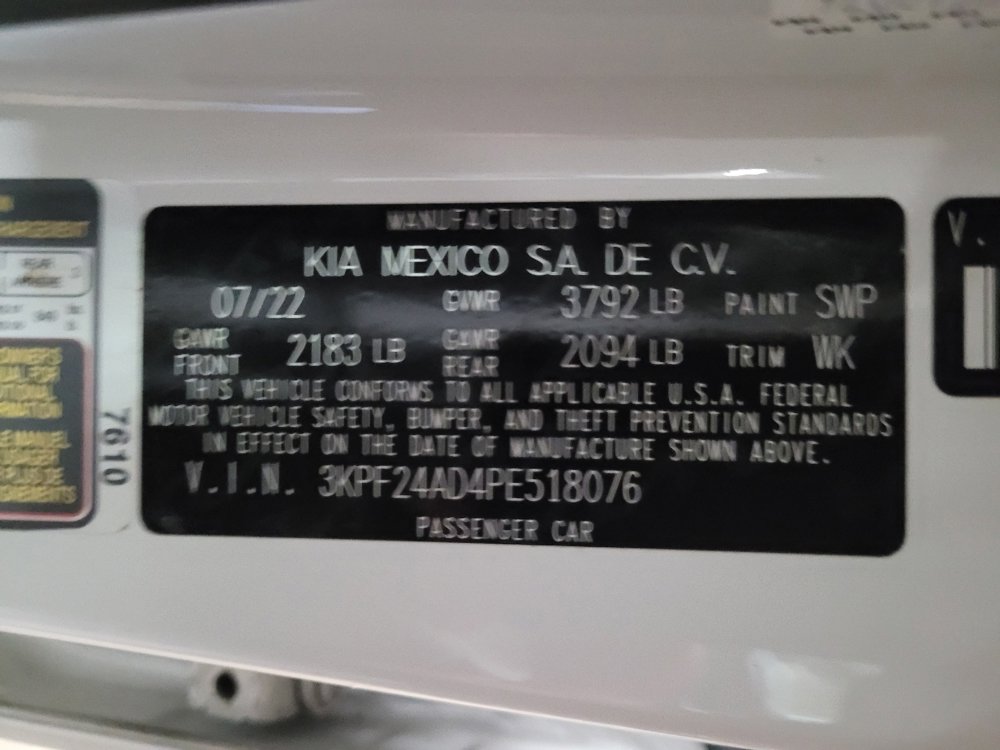 MANUFACTURED BY
KIA MEXICO S.A. DE C.V.
07/22 GVWR 3792 LB PAINT SWP
GAWR FRONT 2183 LB GAWR REAR 2094 LB TRIM WK
THIS VEHICLE CONFORMS TO ALL APPLICABLE U.S.A. FEDERAL
MOTOR VEHICLE SAFETY, BUMPER, AND THEFT PREVENTION STANDARDS
IN EFFECT ON THE DATE OF MANUFACTURE SHOWN ABOVE.
V.I.N. 3KPF24AD4PE518076
PASSENGER CAR
7610
V.